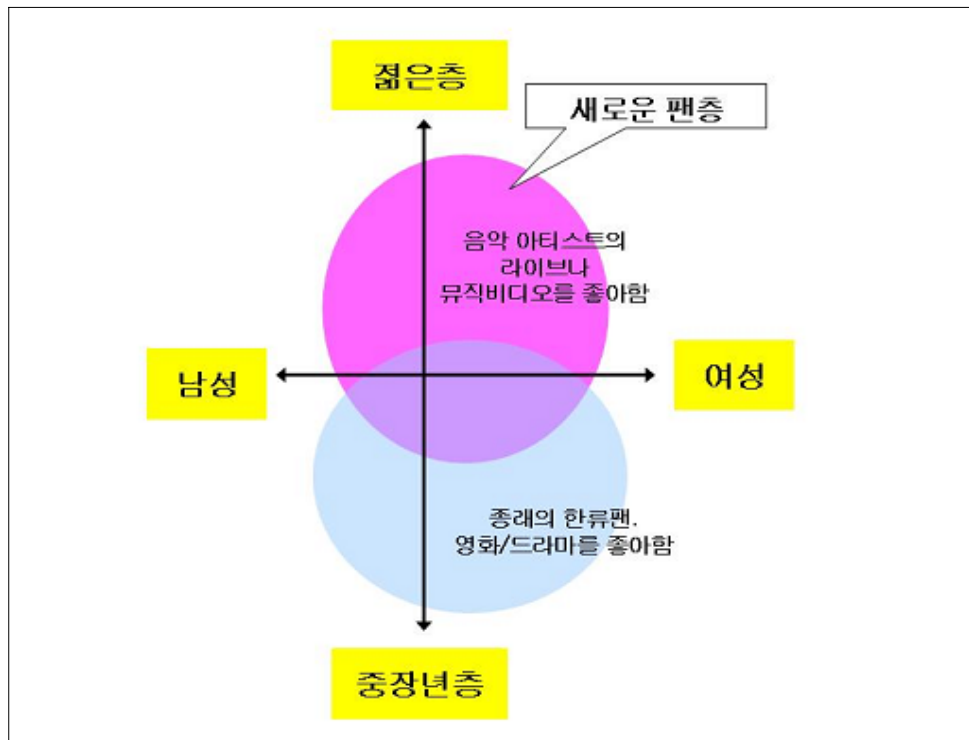 젊은층
새로운 팬층
음악 아티스트의
라이브나
뮤직비디오를 좋아함
남성
여성
종래의 한류팬.
영화/드라마를 좋아함
중장년층